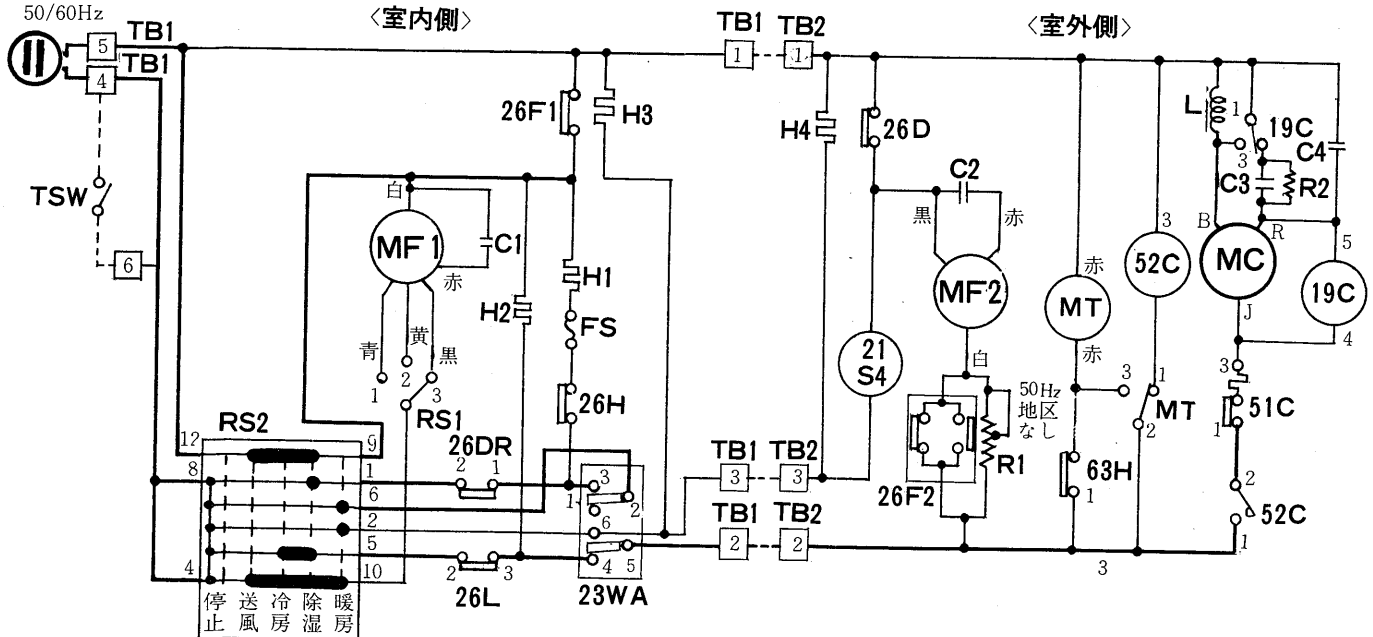 50/60Hz
〈室内側〉
〈室外側〉
5 TB1
TB1
4
TB1 TB2
1 1
TSW
6
26F1
H3
白
MF1
C1
赤
H2
H1
FS
26H
青 黄 黒
1 2 3
RS1
H4
26D
C2
黒 赤
MF2
白
21
S4
50Hz
地区
なし
R1
26F2
L
1
19C
3
C4
C3
R2
B R
MC
J
3
52C
5
19C
4
赤
MT
赤
3 1
MT
2
63H
1
3
51C
1
2
52C
1
RS2
12 9
8 1
6
2
5
4 10
26DR
2 1
3
1 2
6
4 5
23WA
2 3
26L
TB1 TB2
3 3
TB1 TB2
2 2
3
停止 送風 冷房 除湿 暖房